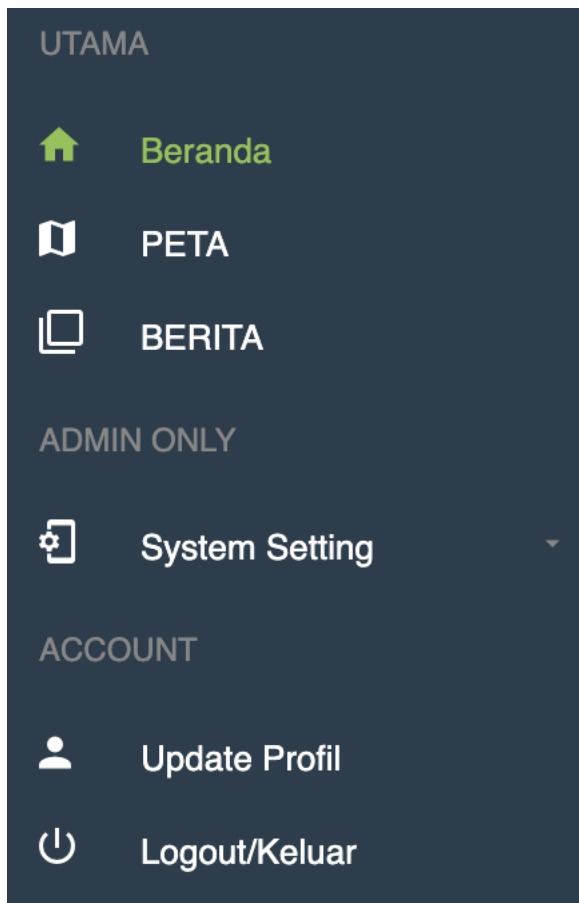 UTAMA
Beranda
PETA
BERITA
ADMIN ONLY
System Setting
ACCOUNT
Update Profil
Logout/Keluar